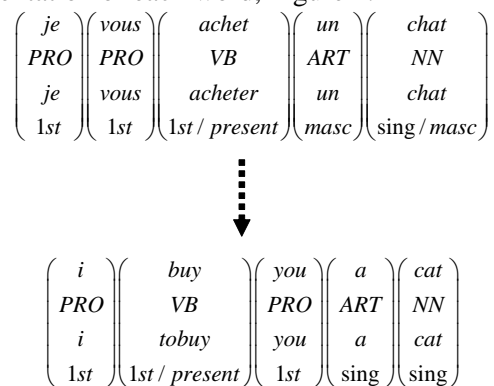 je vous achet un chat
PRO PRO VB ART NN
je vous acheter un chat
1st 1st 1st / present masc sing / masc
i buy you a cat
PRO VB PRO ART NN
i tobuy you a cat
1st 1st / present 1st sing sing